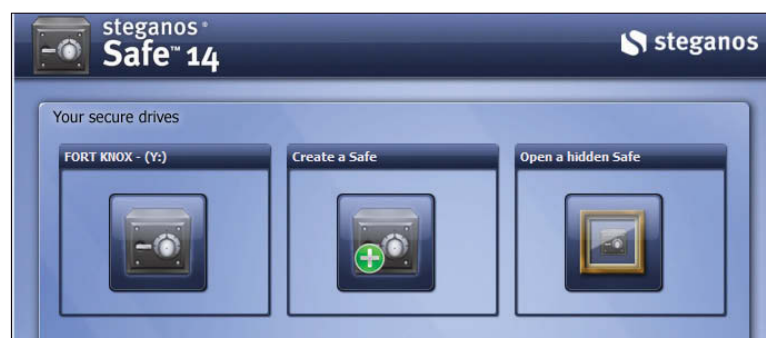 steganos®
Safe™ 14
steganos
Your secure drives
FORT KNOX - (Y:)
Create a Safe
Open a hidden Safe